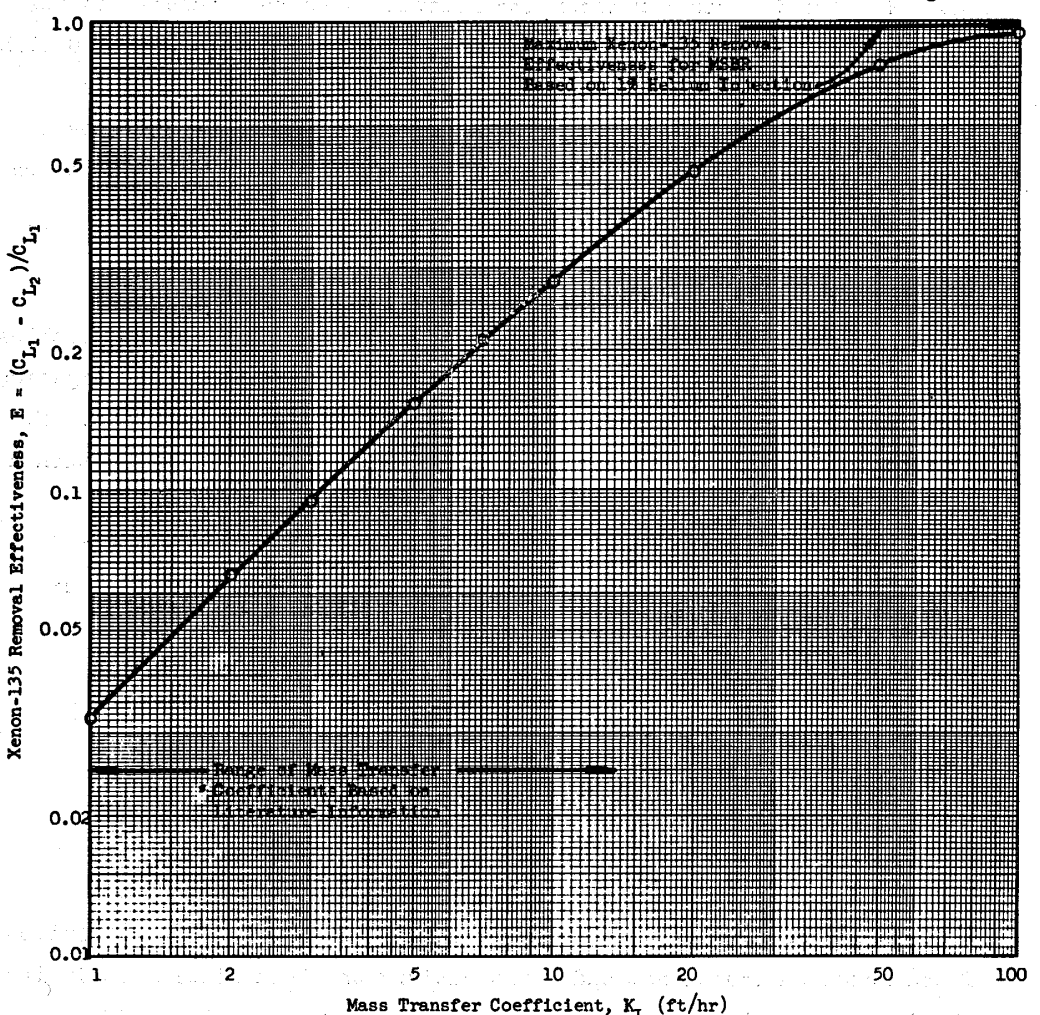 1.0
Maximum Xenon-135 Removal
Effectiveness for MSBR
Based on 1% Helium Injection
0.5
0.2
0.1
0.05
0.02
0.01
Xenon-135 Removal Effectiveness, E = (C_L1 - C_L2)/C_L1
Range of Mass Transfer
Coefficients Based on
Literature Information
1 2 5 10 20 50 100
Mass Transfer Coefficient, K_L (ft/hr)